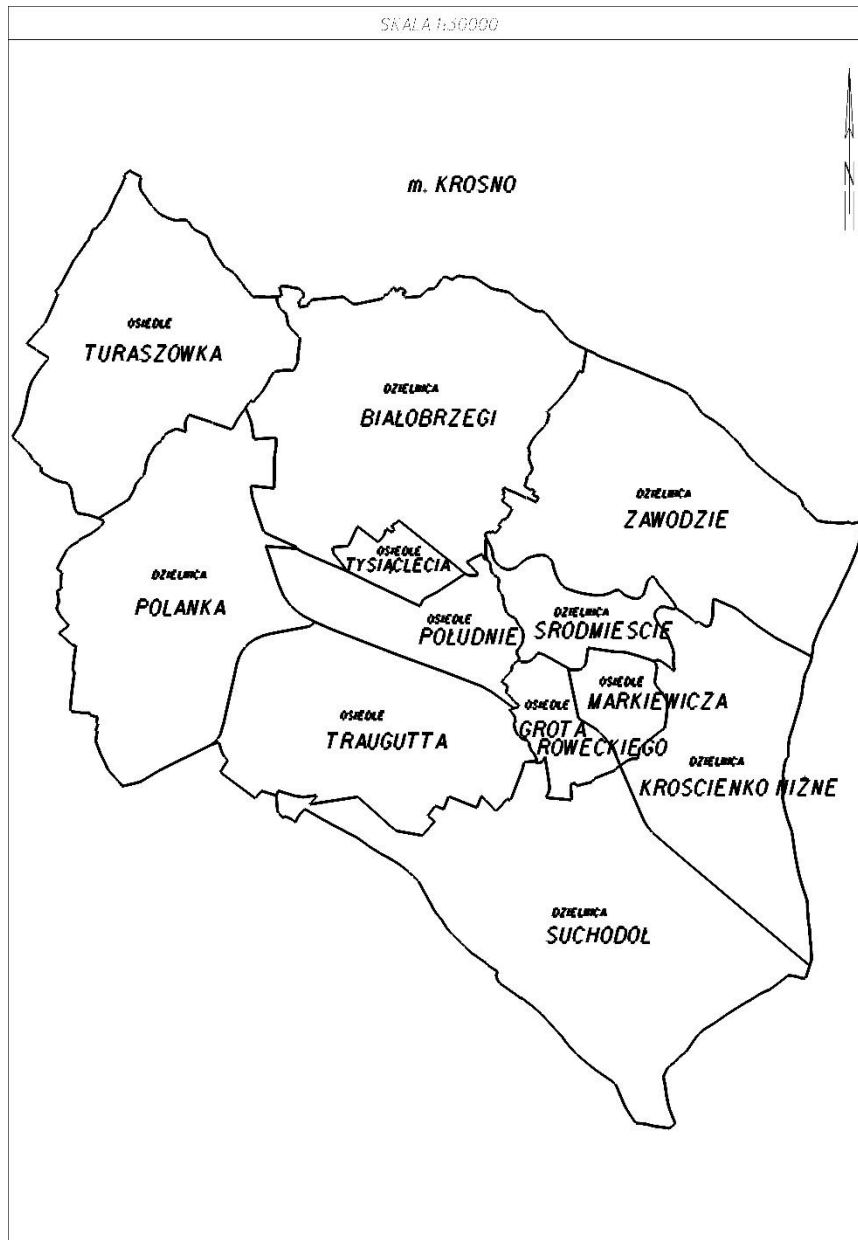 SKALA 1:30000
N
m. KROSNO
OSIEDLE
TURASZOWKA
DZIELNICA
BIAŁOBRZEGI
DZIELNICA
ZAWODZIE
OSIEDLE
TYSIĄCLECIA
DZIELNICA
POLANKA
OSIEDLE
POŁUDNIE
DZIELNICA
SRODMIESCIE
OSIEDLE
MARKIEWICZA
OSIEDLE
GROTA
ROWECKIEGO
OSIEDLE
TRAUGUTTA
DZIELNICA
KROSCIENKO NIŻNE
DZIELNICA
SUCHODOŁ